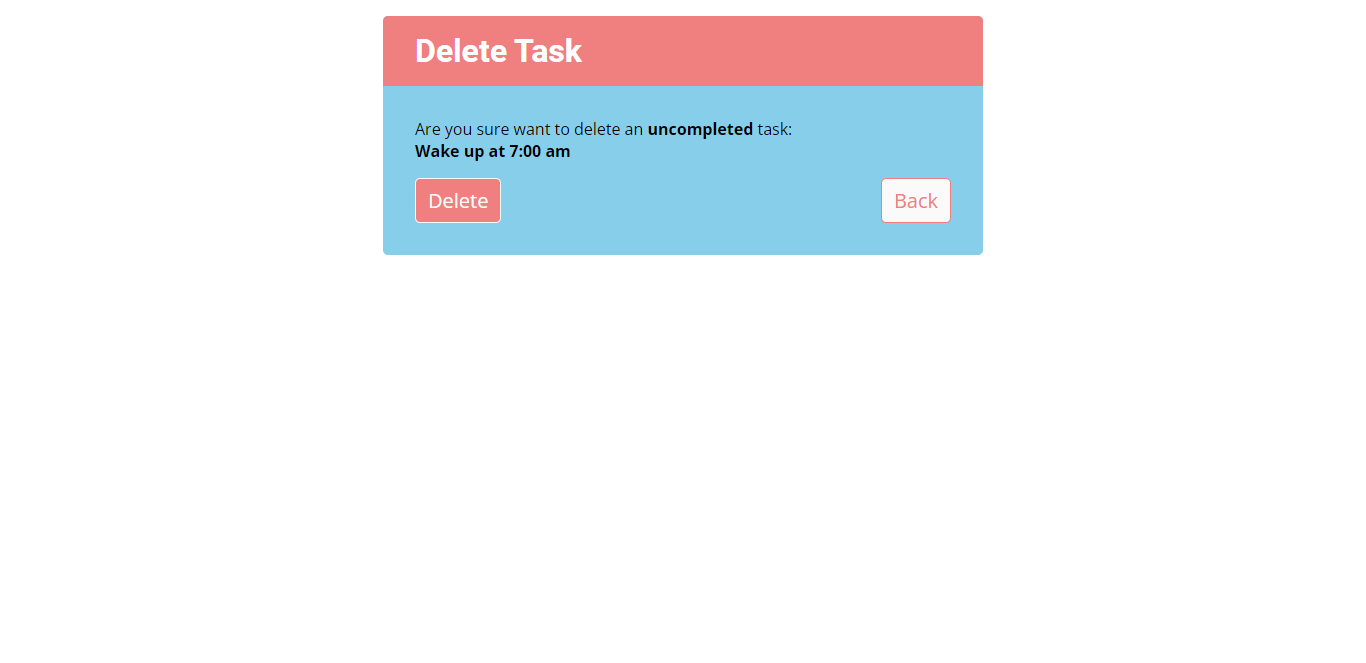 Delete Task
Are you sure want to delete an uncompleted task:
Wake up at 7:00 am
Delete
Back